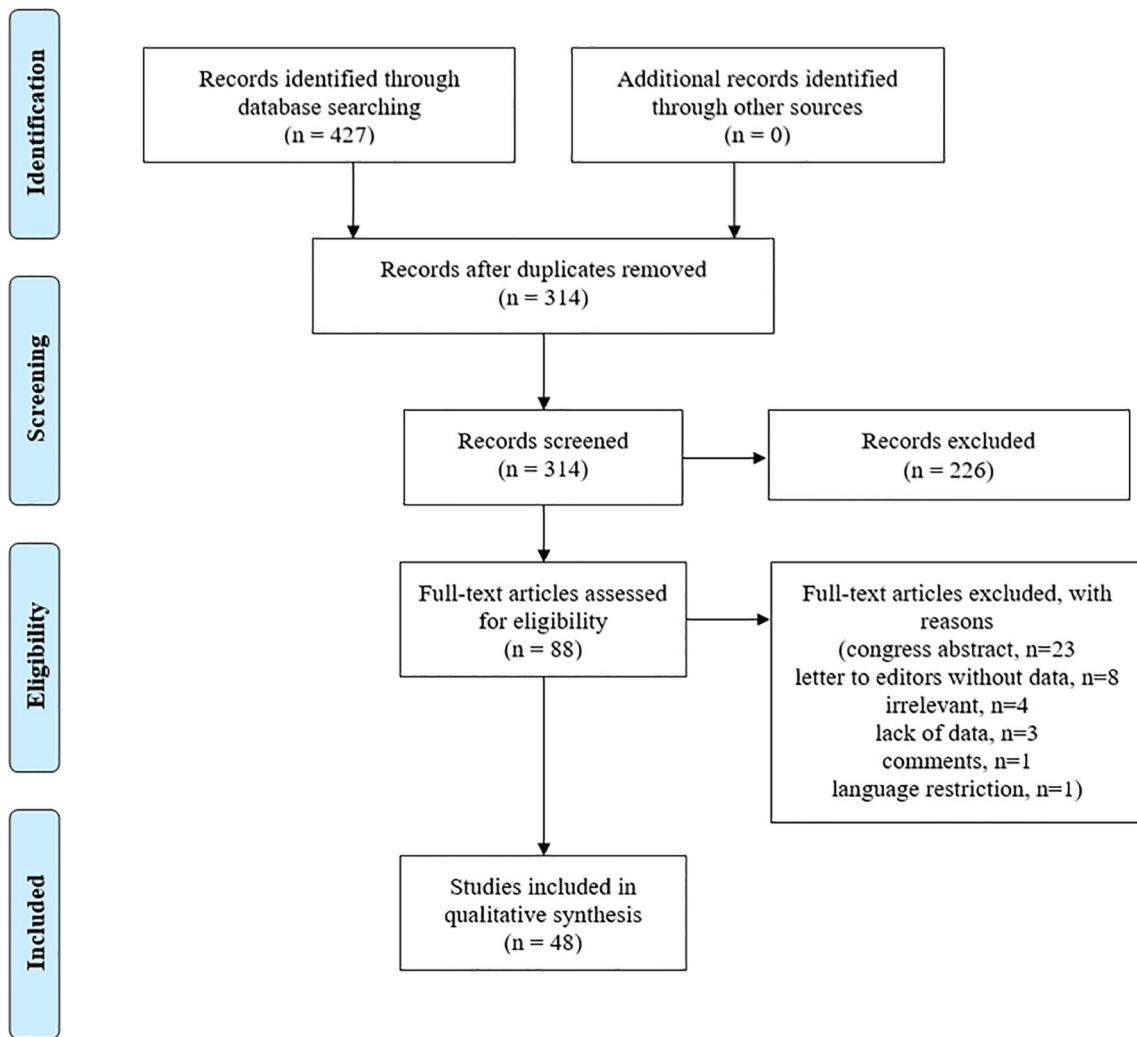 Identification
Records identified through
database searching
(n = 427)
Additional records identified
through other sources
(n = 0)
Records after duplicates removed
(n = 314)
Screening
Records screened
(n = 314)
Records excluded
(n = 226)
Eligibility
Full-text articles assessed
for eligibility
(n = 88)
Full-text articles excluded, with
reasons
(congress abstract, n=23
letter to editors without data, n=8
irrelevant, n=4
lack of data, n=3
comments, n=1
language restriction, n=1)
Included
Studies included in
qualitative synthesis
(n = 48)